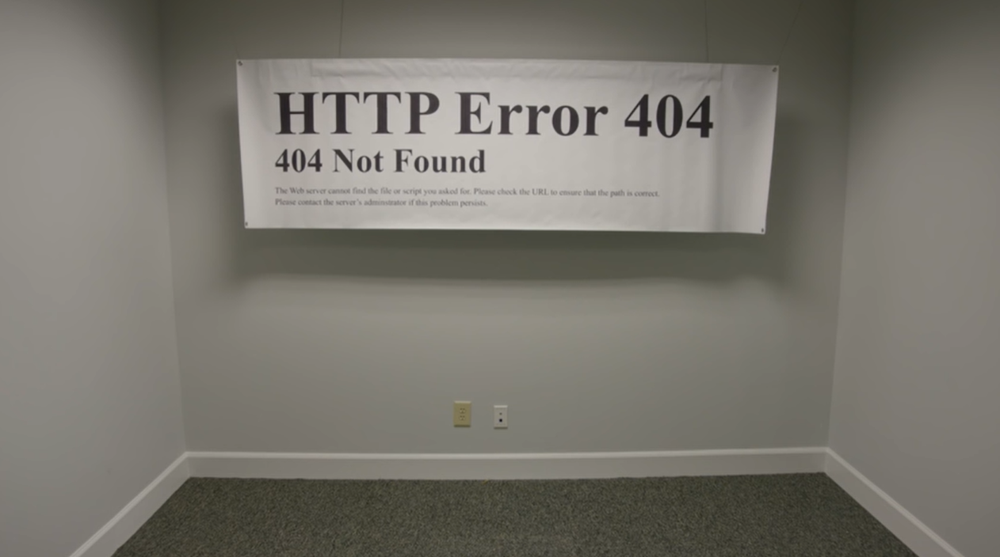 HTTP Error 404
404 Not Found
The Web server cannot find the file or script you asked for. Please check the URL to ensure that the path is correct.
Please contact the server's adminstrator if this problem persists.